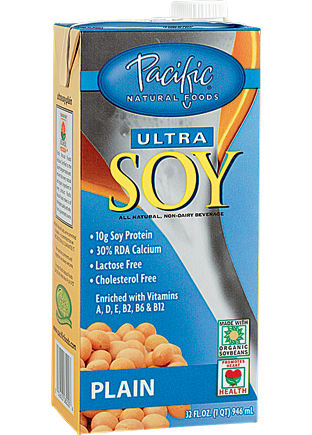 Pacific
NATURAL FOODS
ULTRA
SOY
ALL NATURAL, NON-DAIRY BEVERAGE
• 10g Soy Protein
• 30% RDA Calcium
• Lactose Free
• Cholesterol Free
Enriched with Vitamins
A, D, E, B2, B6 & B12
MADE WITH
ORGANIC
SOYBEANS
PROMOTES HEART
HEALTH
PLAIN
32 FL. OZ. (1 QT) 946 mL